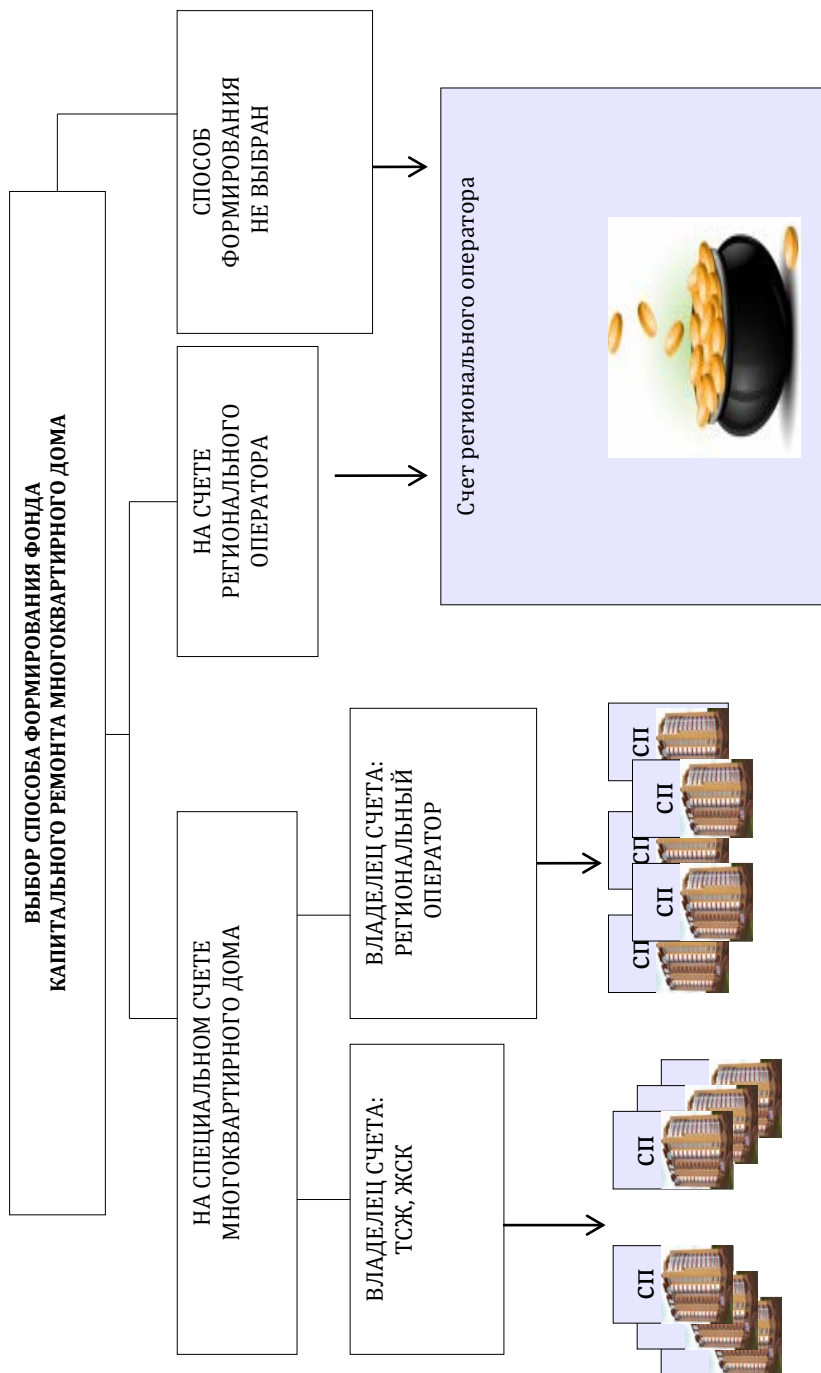 ВЫБОР СПОСОБА ФОРМИРОВАНИЯ ФОНДА
КАПИТАЛЬНОГО РЕМОНТА МНОГОКВАРТИРНОГО ДОМА
НА СПЕЦИАЛЬНОМ СЧЕТЕ
МНОГОКВАРТИРНОГО ДОМА
НА СЧЕТЕ
РЕГИОНАЛЬНОГО
ОПЕРАТОРА
СПОСОБ
ФОРМИРОВАНИЯ
НЕ ВЫБРАН
ВЛАДЕЛЕЦ СЧЕТА:
ТСЖ, ЖСК
ВЛАДЕЛЕЦ СЧЕТА:
РЕГИОНАЛЬНЫЙ
ОПЕРАТОР
Счет регионального оператора
СП
СП
СП
СП
СП
СП
СП